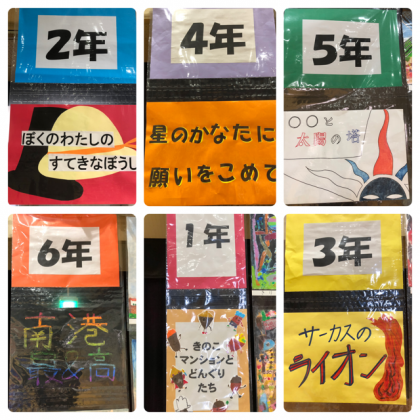 2年
ぼくのわたしの
すてきなぼうし
4年
星のかなたに
願いをこめて
5年
〇〇と
太陽の塔
6年
南港
最高
1年
きのこ
マンションと
どんぐり
たち
3年
サーカスの
ライオン